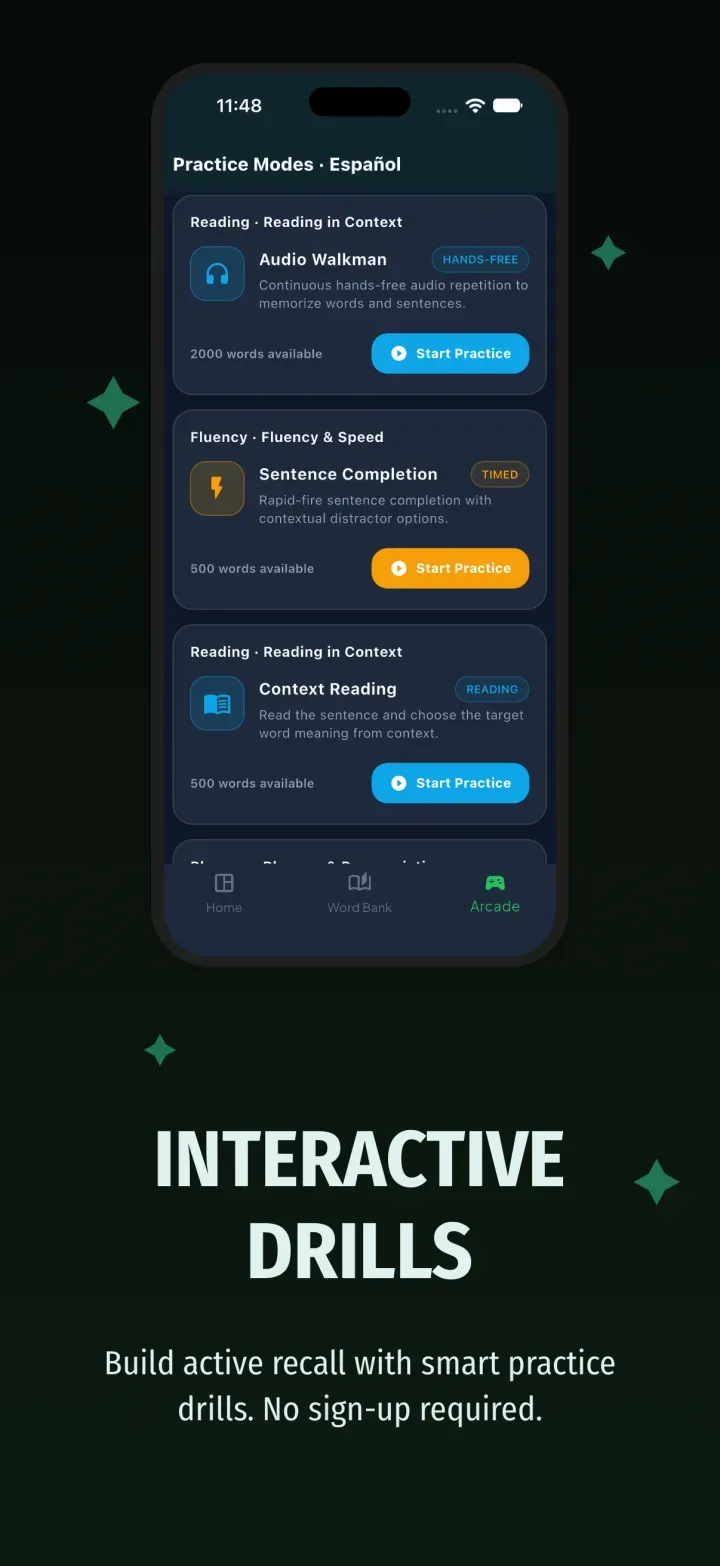 11:48
Practice Modes · Español
Reading · Reading in Context
Audio Walkman
HANDS-FREE
Continuous hands-free audio repetition to
memorize words and sentences.
2000 words available
Start Practice
Fluency · Fluency & Speed
Sentence Completion
TIMED
Rapid-fire sentence completion with
contextual distractor options.
500 words available
Start Practice
Reading · Reading in Context
Context Reading
READING
Read the sentence and choose the target
word meaning from context.
500 words available
Start Practice
Home
Word Bank
Arcade
INTERACTIVE
DRILLS
Build active recall with smart practice
drills. No sign-up required.